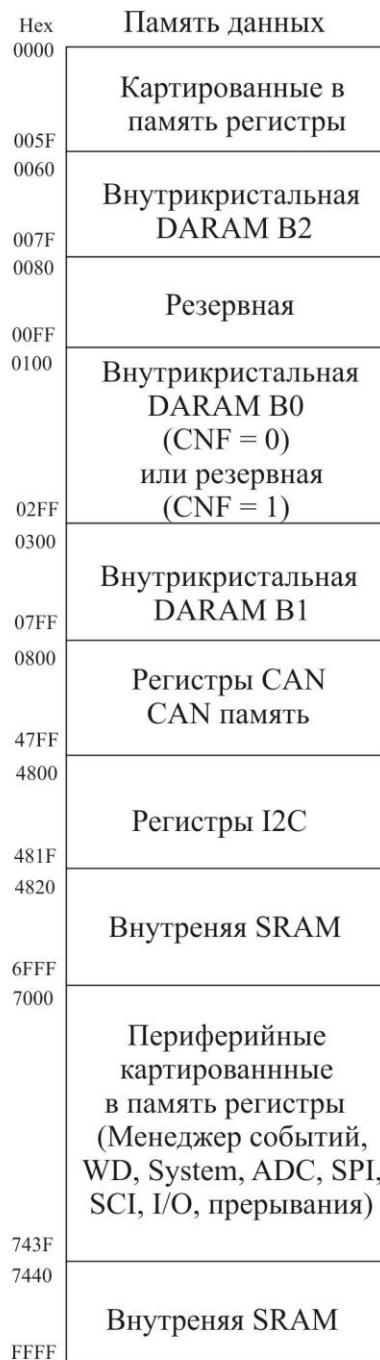 Hex
Память данных
0000
Картированные в
память регистры
005F
0060
Внутрикристальная
DARAM B2
007F
0080
Резервная
00FF
0100
Внутрикристальная
DARAM B0
(CNF = 0)
или резервная
(CNF = 1)
02FF
0300
Внутрикристальная
DARAM B1
07FF
0800
Регистры CAN
CAN память
47FF
4800
Регистры I2C
481F
4820
Внутреняя SRAM
6FFF
7000
Периферийные
картированнные
в память регистры
(Менеджер событий,
WD, System, ADC, SPI,
SCI, I/O, прерывания)
743F
7440
Внутреняя SRAM
FFFF